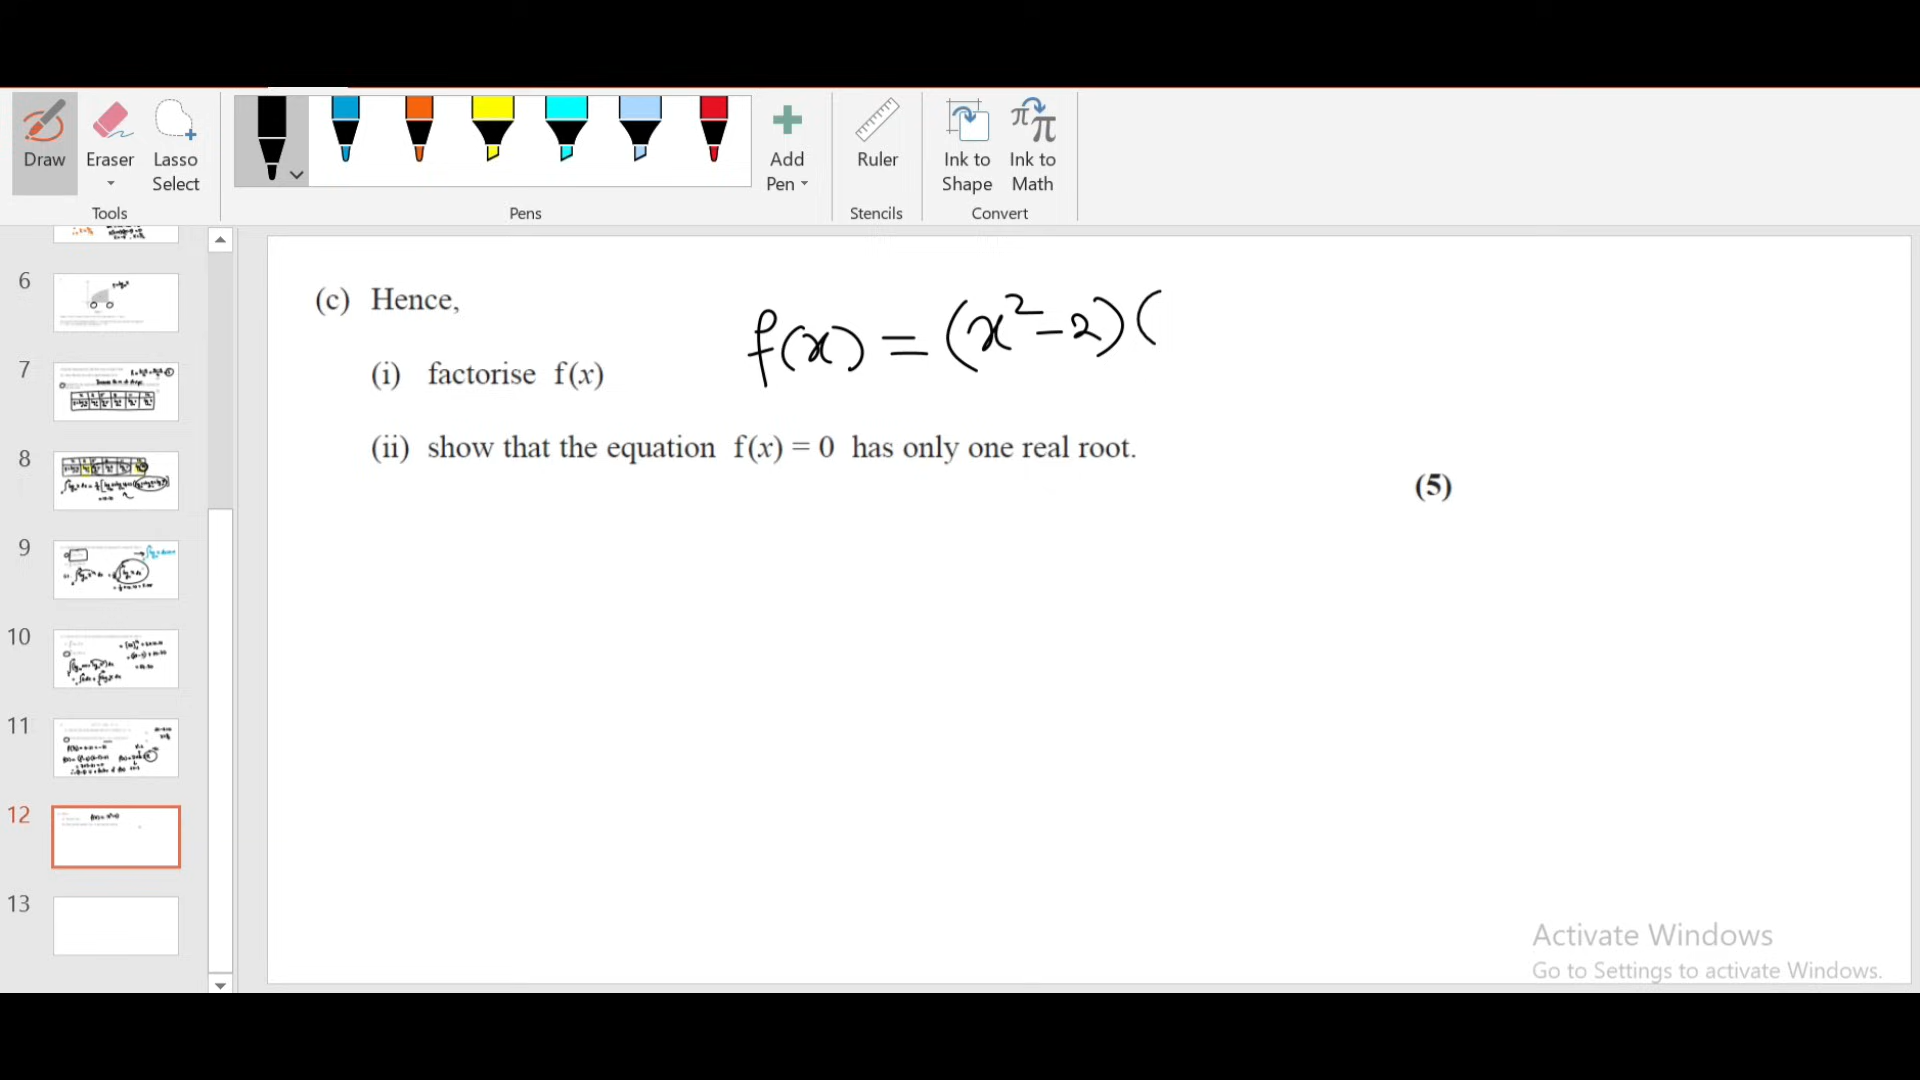 Draw
Eraser
Lasso Select
Tools
Pens
Add Pen
Ruler
Stencils
Ink to Shape
Ink to Math
Convert
6
7
8
9
10
11
12
13
(c) Hence,
f(x) = (x²-2)(
(i) factorise f(x)
(ii) show that the equation f(x) = 0 has only one real root.
(5)
Activate Windows
Go to Settings to activate Windows.